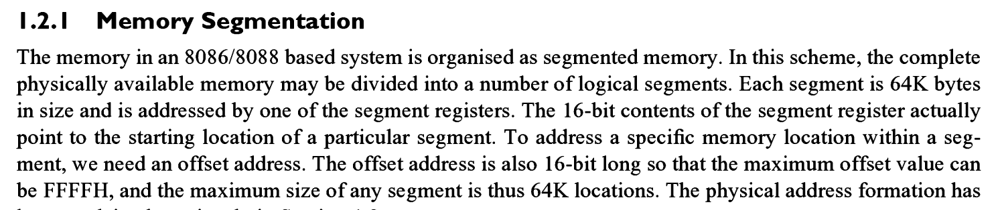 1.2.1 Memory Segmentation
The memory in an 8086/8088 based system is organised as segmented memory. In this scheme, the complete
physically available memory may be divided into a number of logical segments. Each segment is 64K bytes
in size and is addressed by one of the segment registers. The 16-bit contents of the segment register actually
point to the starting location of a particular segment. To address a specific memory location within a seg-
ment, we need an offset address. The offset address is also 16-bit long so that the maximum offset value can
be FFFFH, and the maximum size of any segment is thus 64K locations. The physical address formation has